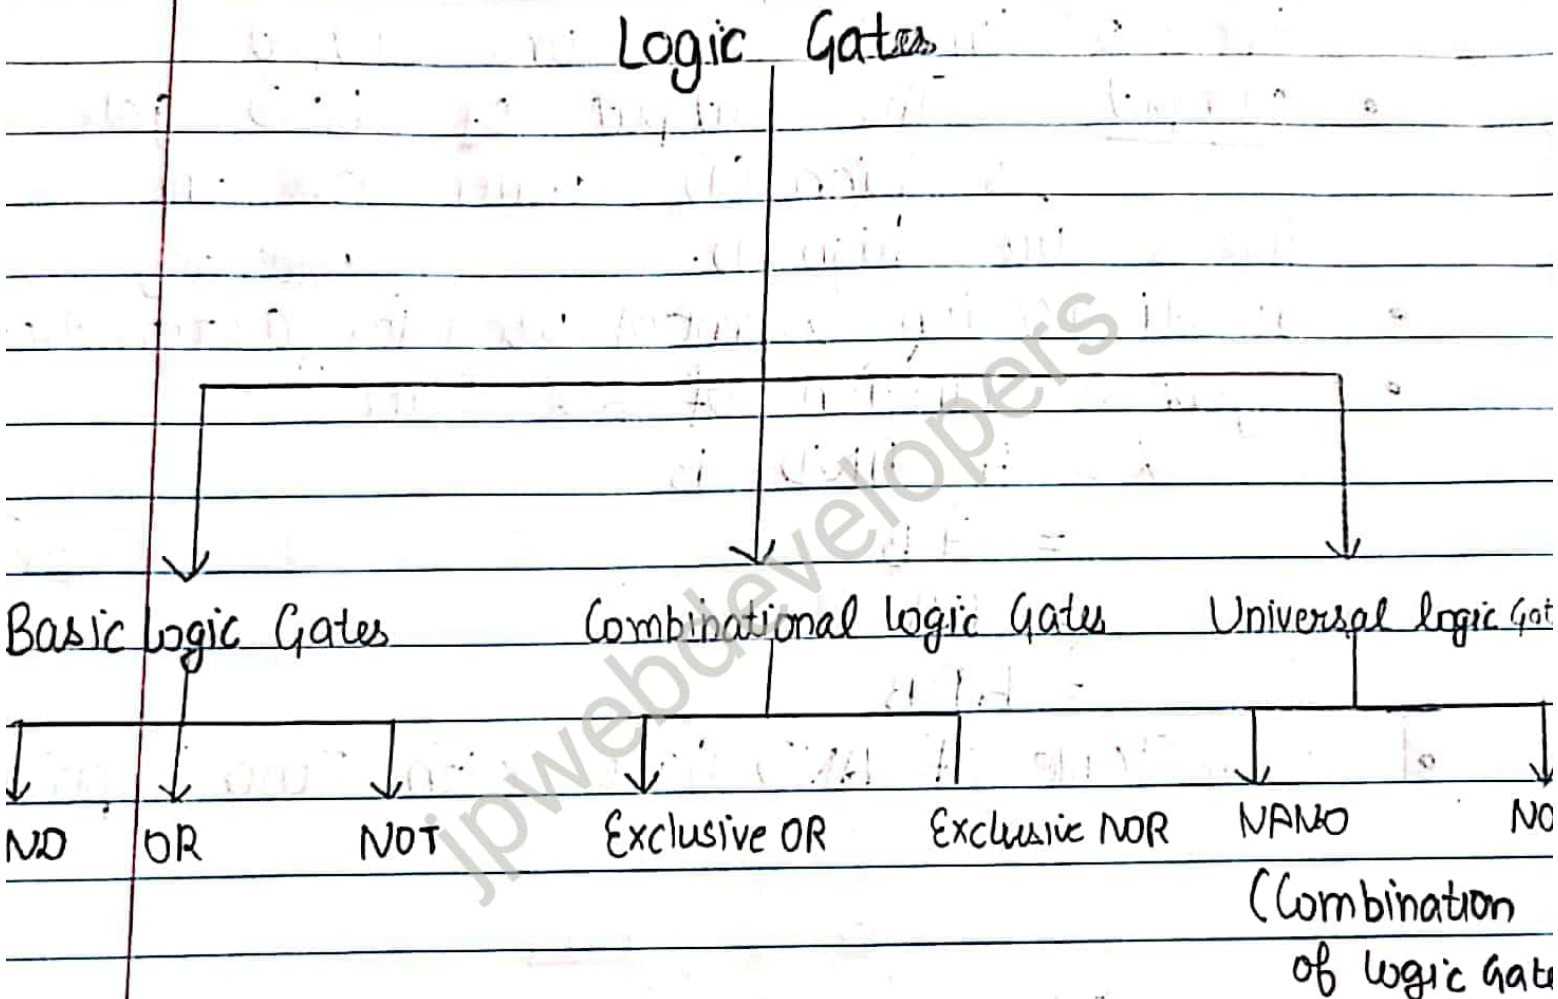 Logic Gates
Basic Logic Gates Combinational Logic Gates Universal logic Gat
ND OR NOT Exclusive OR Exclusive NOR NAND NO
(Combination
of logic Gate
jpwebdevelopers